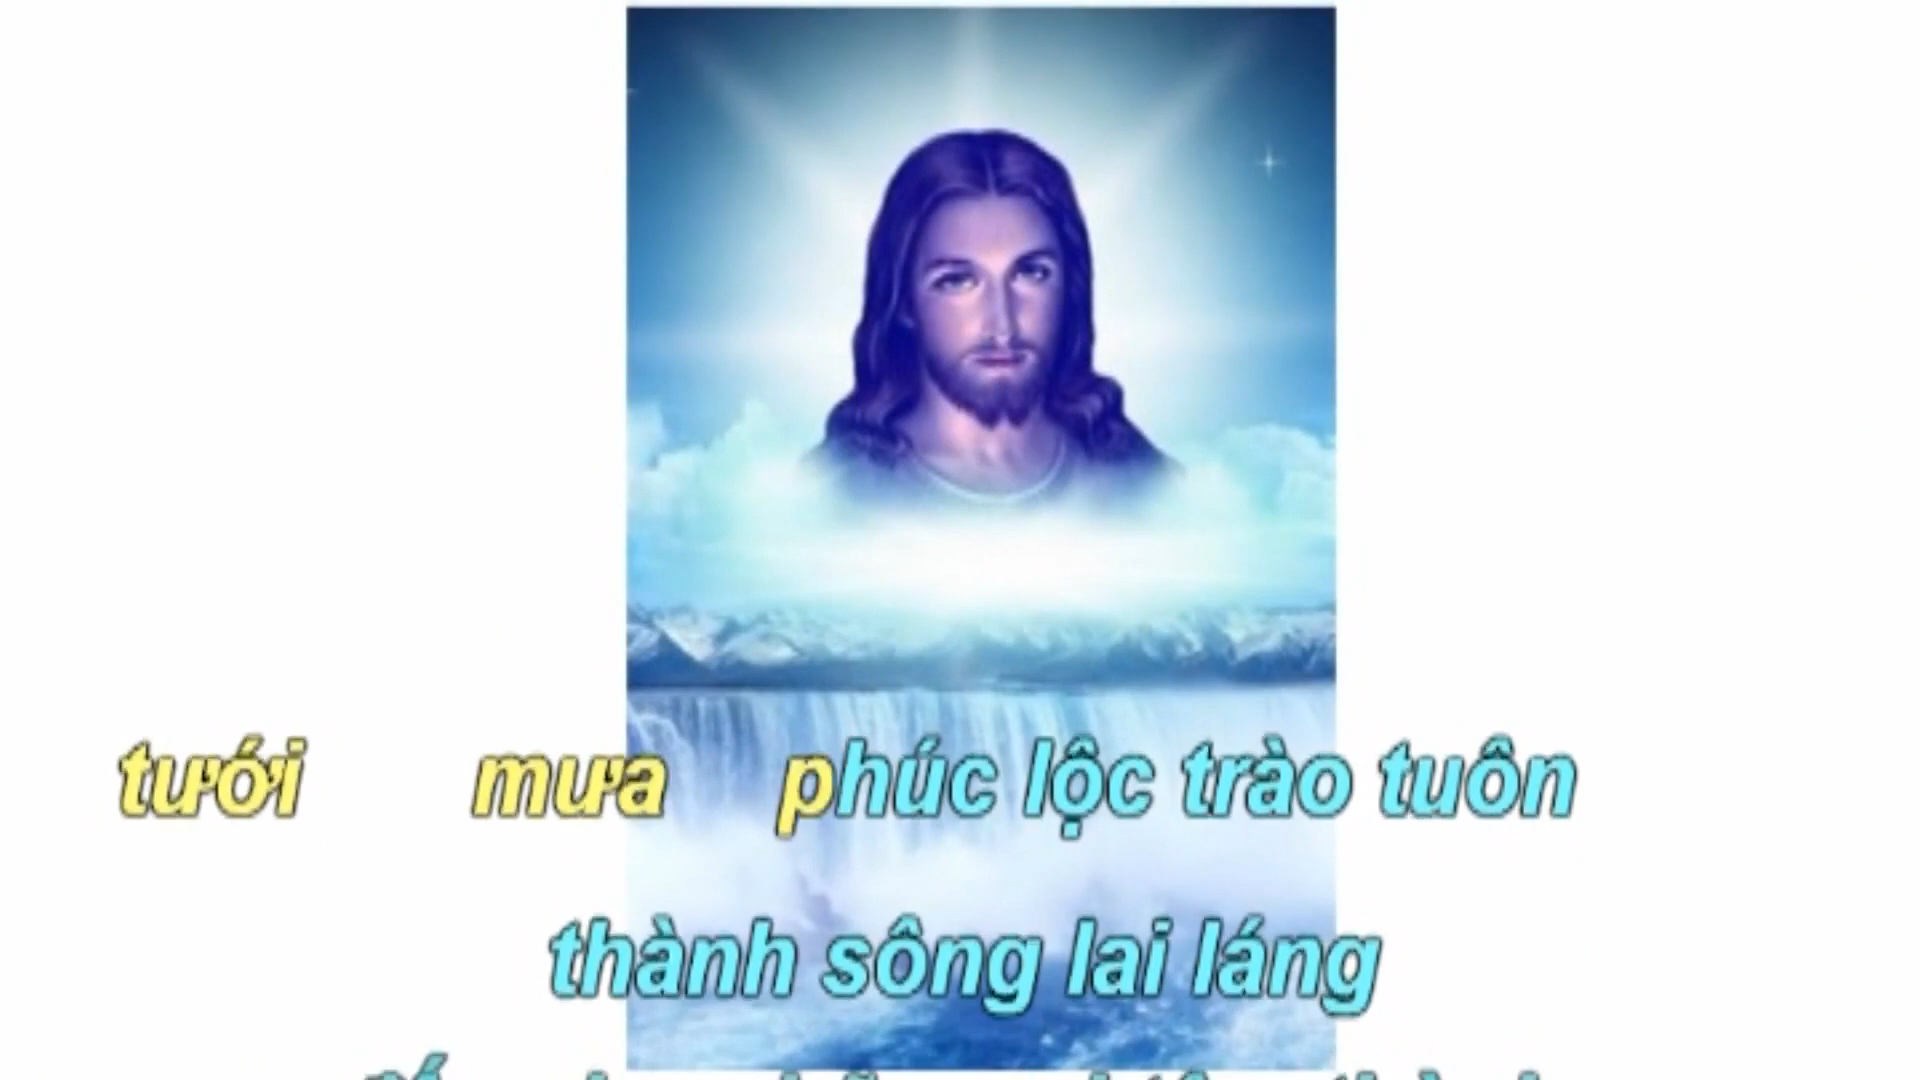 tưới mưa phúc lộc trào tuôn
thành sông lai láng